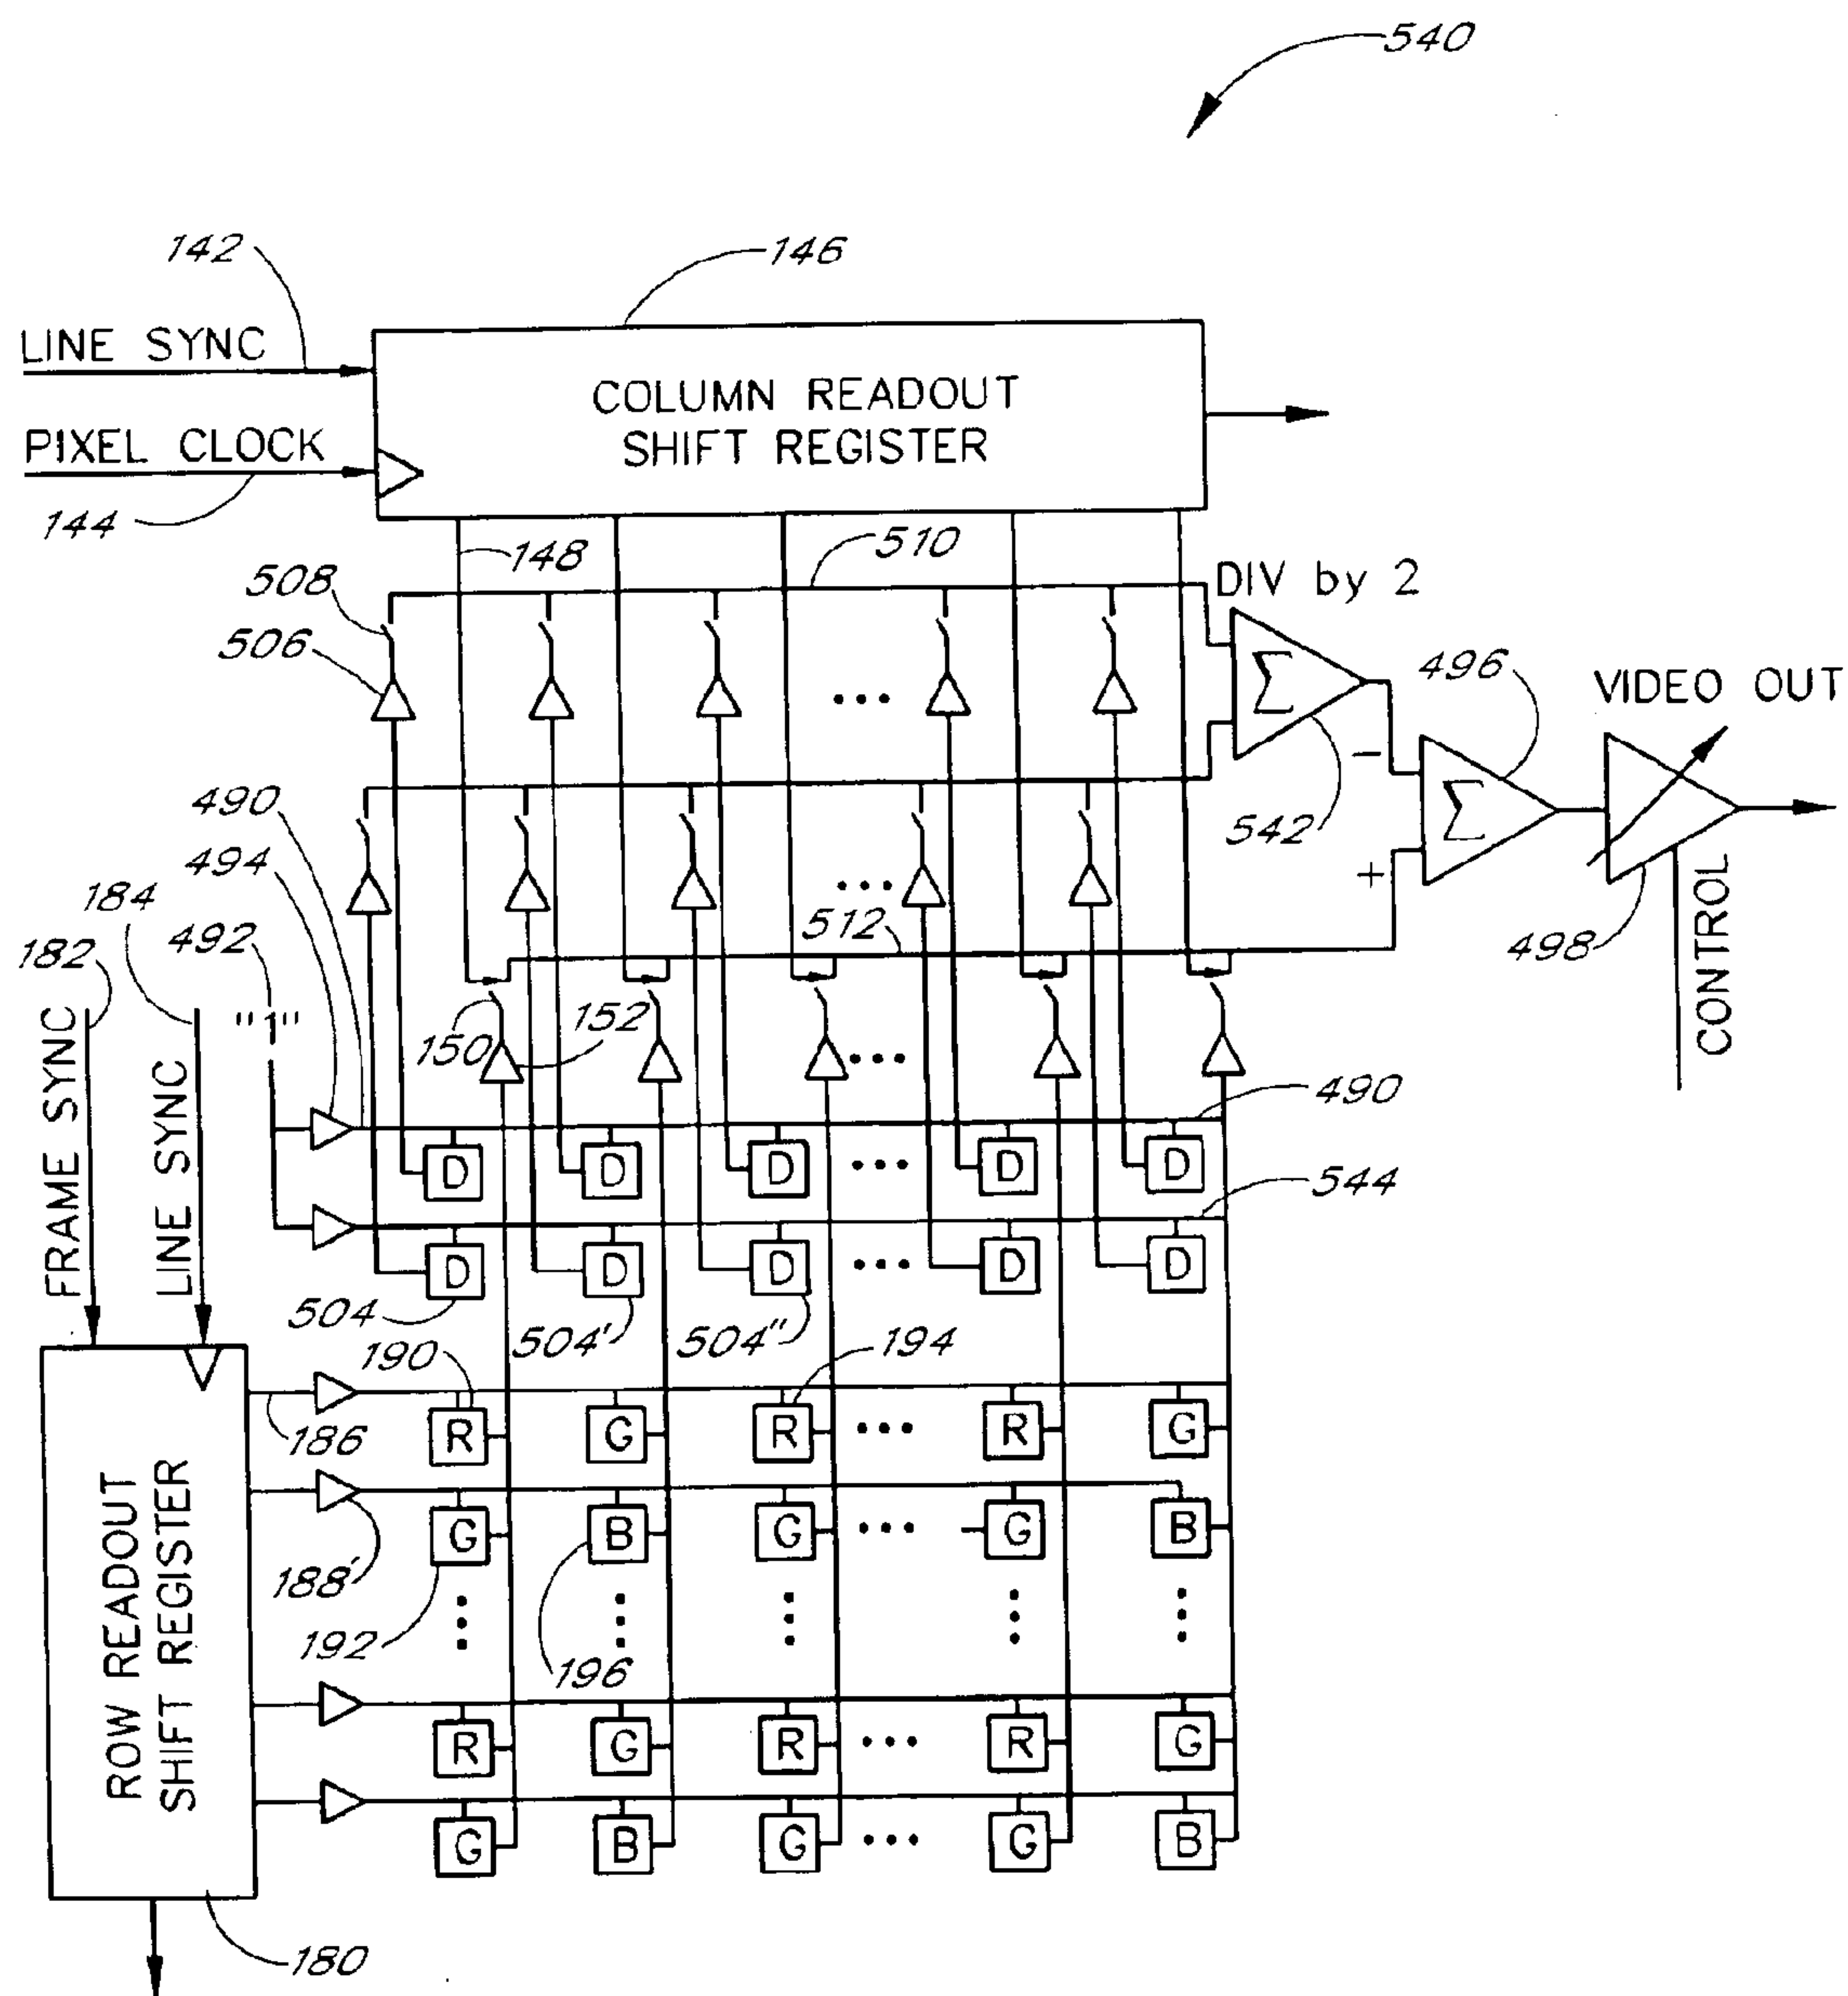 540
142
146
LINE SYNC
COLUMN READOUT
SHIFT REGISTER
PIXEL CLOCK
144
148
510
508
DIV by 2
506
Σ
496
VIDEO OUT
490
−
494
542
Σ
184
492
+
512
498
182
CONTROL
"1"
150
152
FRAME SYNC
LINE SYNC
490
D D D ... D D
544
D D D ... D D
504
504'
504"
190
194
R G R ... R G
186
G B G ... G B
188'
192
196
ROW READOUT
SHIFT REGISTER
R G R ... R G
G B G ... G B
180